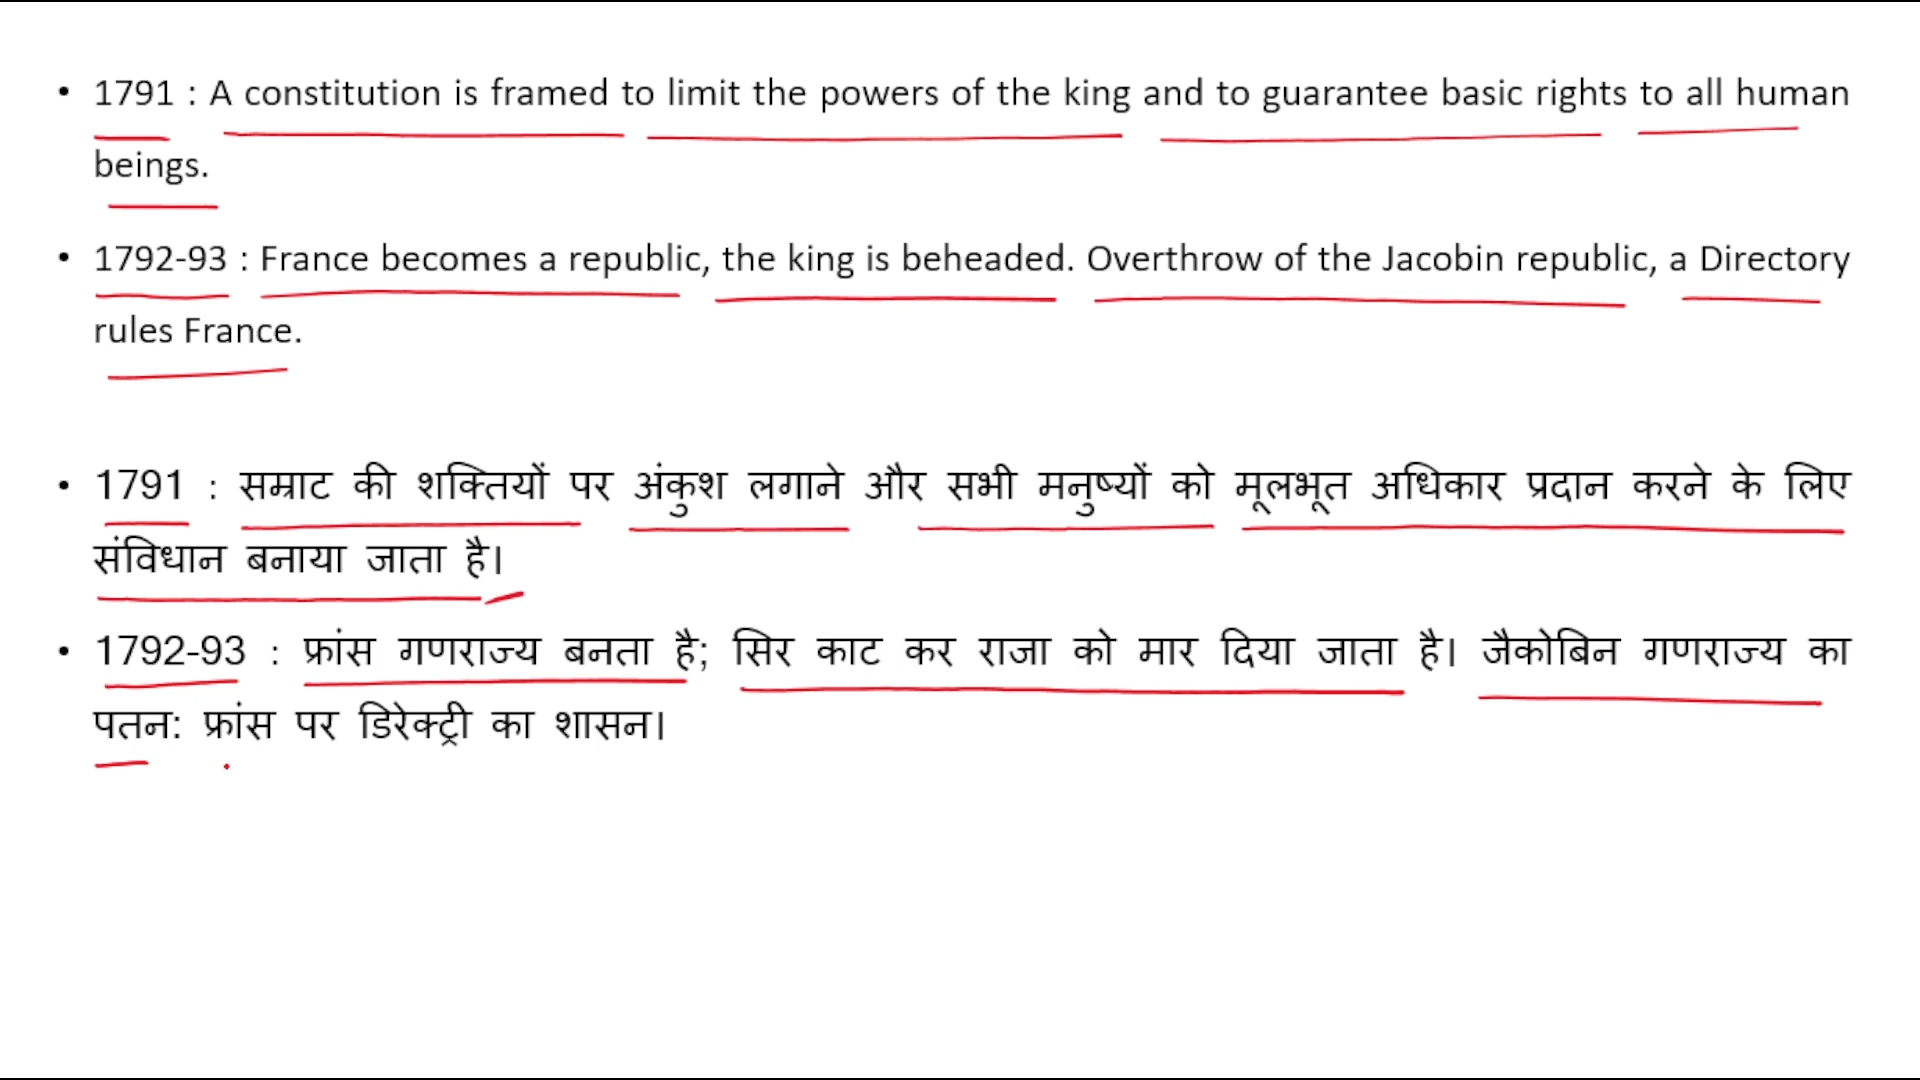 • 1791 : A constitution is framed to limit the powers of the king and to guarantee basic rights to all human
beings.
• 1792-93 : France becomes a republic, the king is beheaded. Overthrow of the Jacobin republic, a Directory
rules France.
• 1791 : सम्राट की शक्तियों पर अंकुश लगाने और सभी मनुष्यों को मूलभूत अधिकार प्रदान करने के लिए
संविधान बनाया जाता है।
• 1792-93 : फ्रांस गणराज्य बनता है; सिर काट कर राजा को मार दिया जाता है। जैकोबिन गणराज्य का
पतन: फ्रांस पर डिरेक्ट्री का शासन।